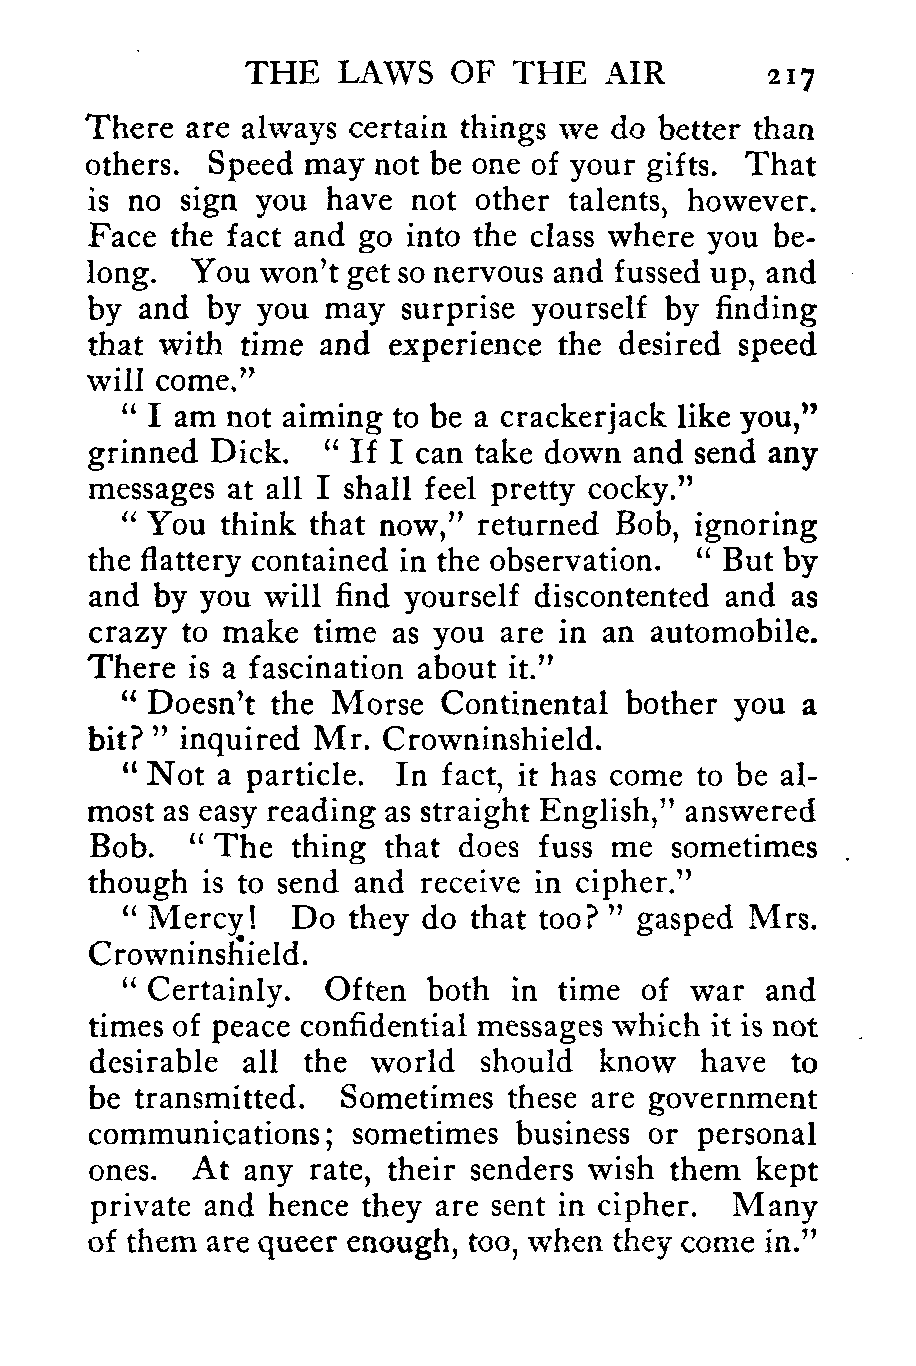 THE LAWS OF THE AIR 217
There are always certain things we do better than
others. Speed may not be one of your gifts. That
is no sign you have not other talents, however.
Face the fact and go into the class where you be-
long. You won't get so nervous and fussed up, and
by and by you may surprise yourself by finding
that with time and experience the desired speed
will come."
" I am not aiming to be a crackerjack like you,"
grinned Dick. " If I can take down and send any
messages at all I shall feel pretty cocky."
" You think that now," returned Bob, ignoring
the flattery contained in the observation. " But by
and by you will find yourself discontented and as
crazy to make time as you are in an automobile.
There is a fascination about it."
" Doesn't the Morse Continental bother you a
bit? " inquired Mr. Crowninshield.
" Not a particle. In fact, it has come to be al-
most as easy reading as straight English," answered
Bob. " The thing that does fuss me sometimes
though is to send and receive in cipher."
" Mercy! Do they do that too? " gasped Mrs.
Crowninshield.
" Certainly. Often both in time of war and
times of peace confidential messages which it is not
desirable all the world should know have to
be transmitted. Sometimes these are government
communications; sometimes business or personal
ones. At any rate, their senders wish them kept
private and hence they are sent in cipher. Many
of them are queer enough, too, when they come in."